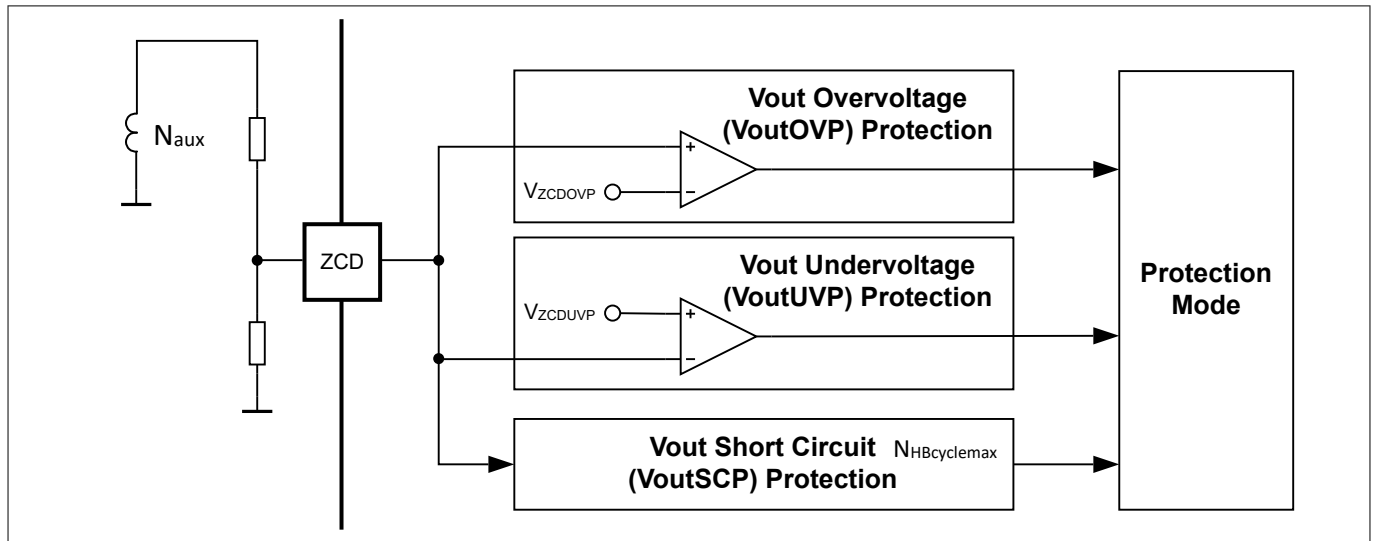 Naux
ZCD
Vout Overvoltage
(VoutOVP) Protection
+
VZCDOVP
−
Vout Undervoltage
(VoutUVP) Protection
VZCDUVP
+
−
Vout Short Circuit NHBcyclemax
(VoutSCP) Protection
Protection
Mode